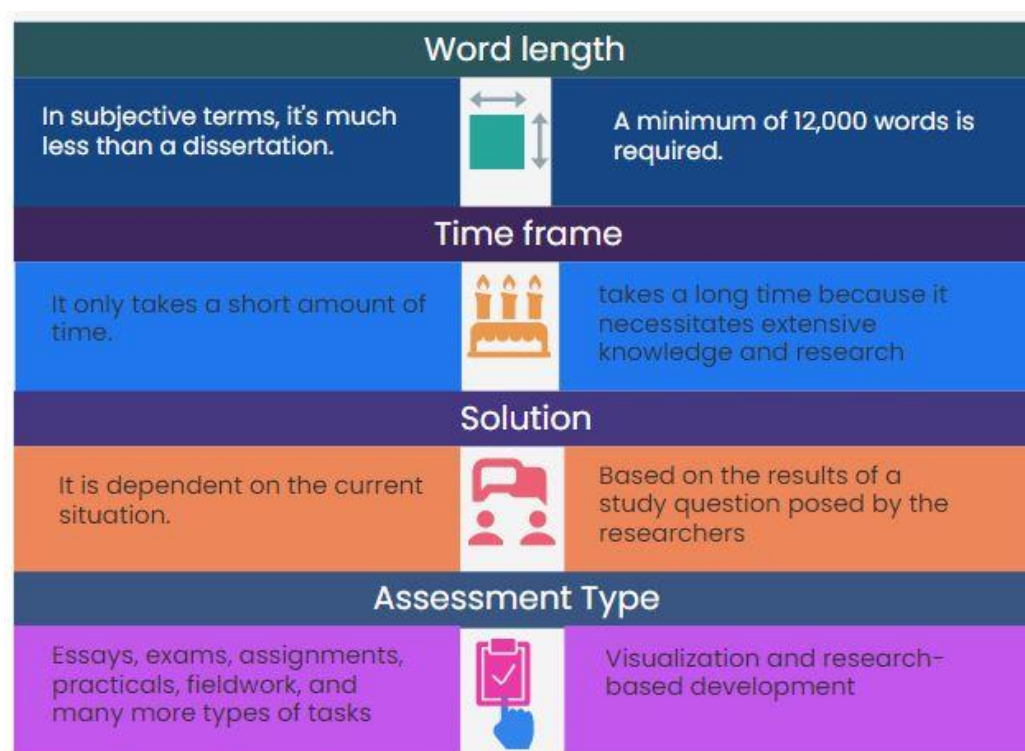 Word length
In subjective terms, it's much
less than a dissertation.
A minimum of 12,000 words is
required.
Time frame
It only takes a short amount of
time.
takes a long time because it
necessitates extensive
knowledge and research
Solution
It is dependent on the current
situation.
Based on the results of a
study question posed by the
researchers
Assessment Type
Essays, exams, assignments,
practicals, fieldwork, and
many more types of tasks
Visualization and research-
based development